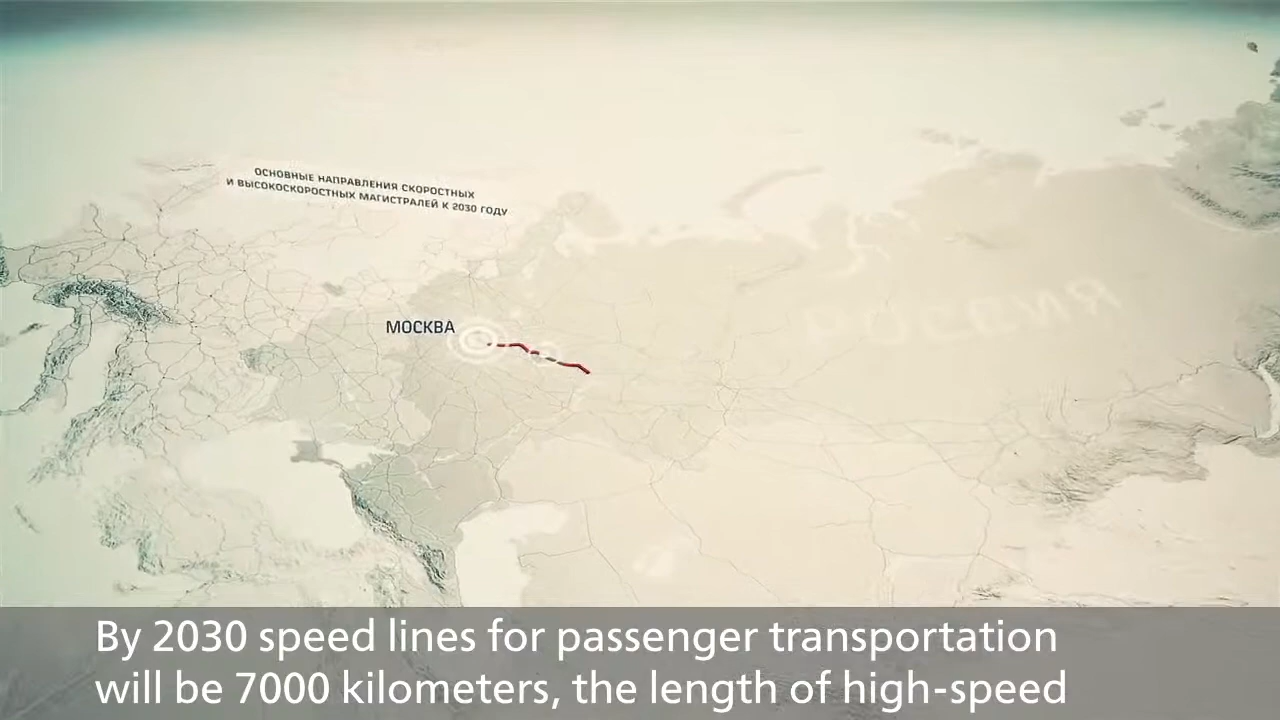 ОСНОВНЫЕ НАПРАВЛЕНИЯ СКОРОСТНЫХ
И ВЫСОКОСКОРОСТНЫХ МАГИСТРАЛЕЙ К 2030 ГОДУ
РОССИЯ
МОСКВА
By 2030 speed lines for passenger transportation
will be 7000 kilometers, the length of high-speed